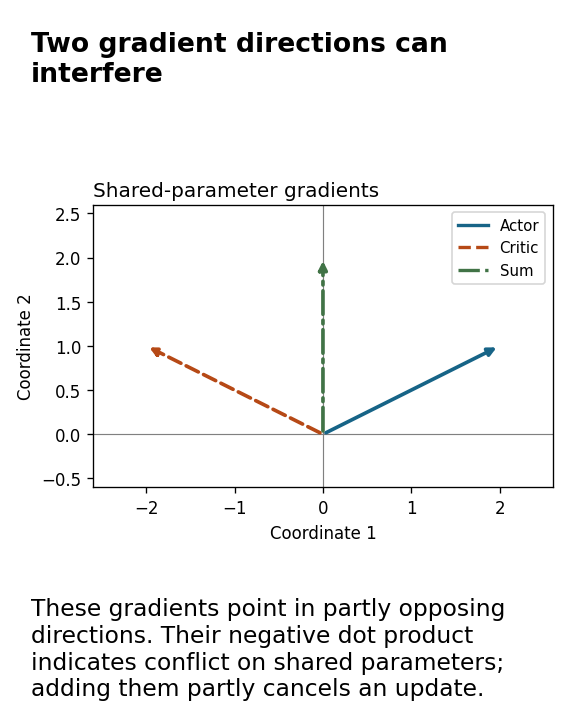 Two gradient directions can
interfere
Shared-parameter gradients
2.5
2.0
1.5
1.0
0.5
0.0
−0.5
Coordinate 2
Actor
Critic
Sum
−2
−1
0
1
2
Coordinate 1
These gradients point in partly opposing
directions. Their negative dot product
indicates conflict on shared parameters;
adding them partly cancels an update.